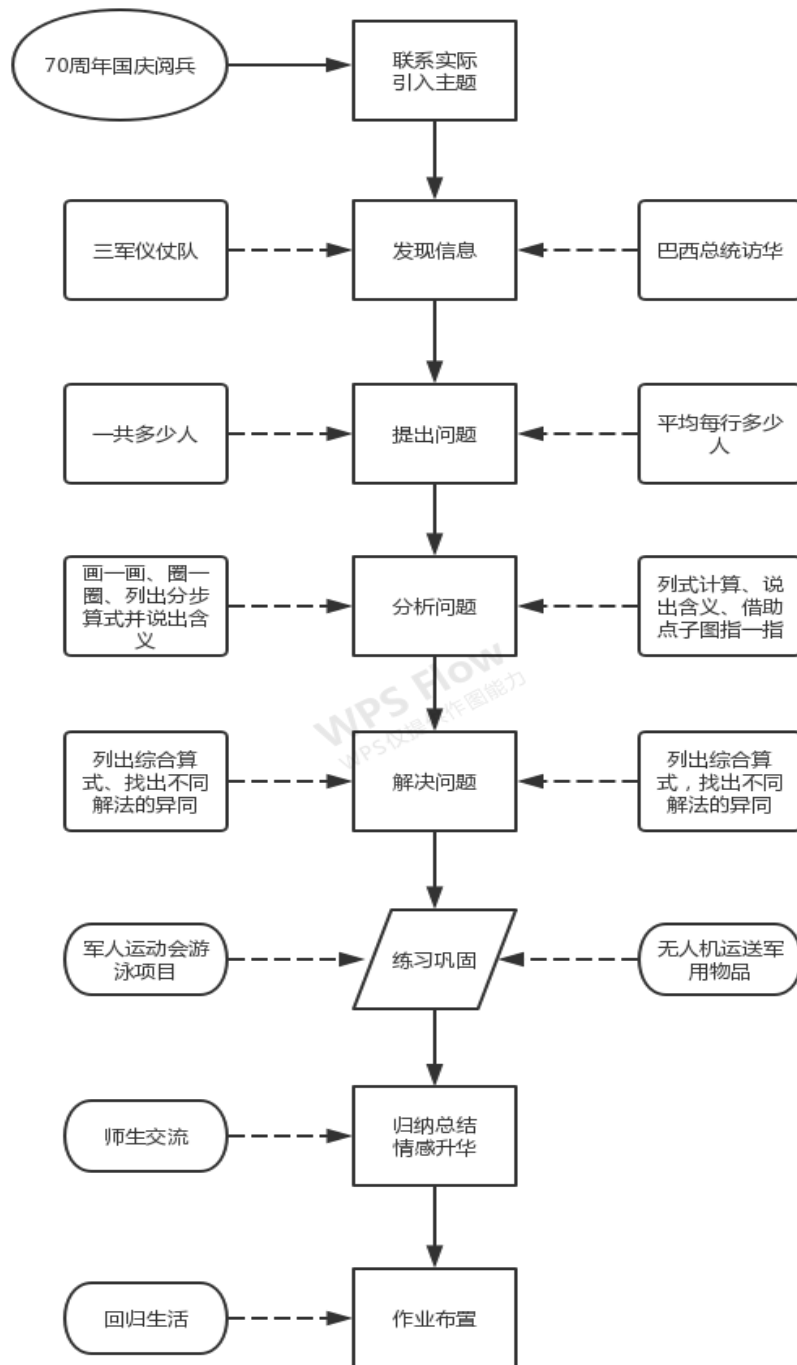 70周年国庆阅兵
联系实际
引入主题
三军仪仗队
发现信息
巴西总统访华
一共多少人
提出问题
平均每行多少
人
画一画、圈一
圈、列出分步
算式并说出含
义
分析问题
列式计算、说
出含义、借助
点子图指一指
WPS Flow
列出综合算
式、找出不同
解法的异同
解决问题
列出综合算
式，找出不同
解法的异同
军人运动会游
泳项目
练习巩固
无人机运送军
用物品
师生交流
归纳总结
情感升华
回归生活
作业布置